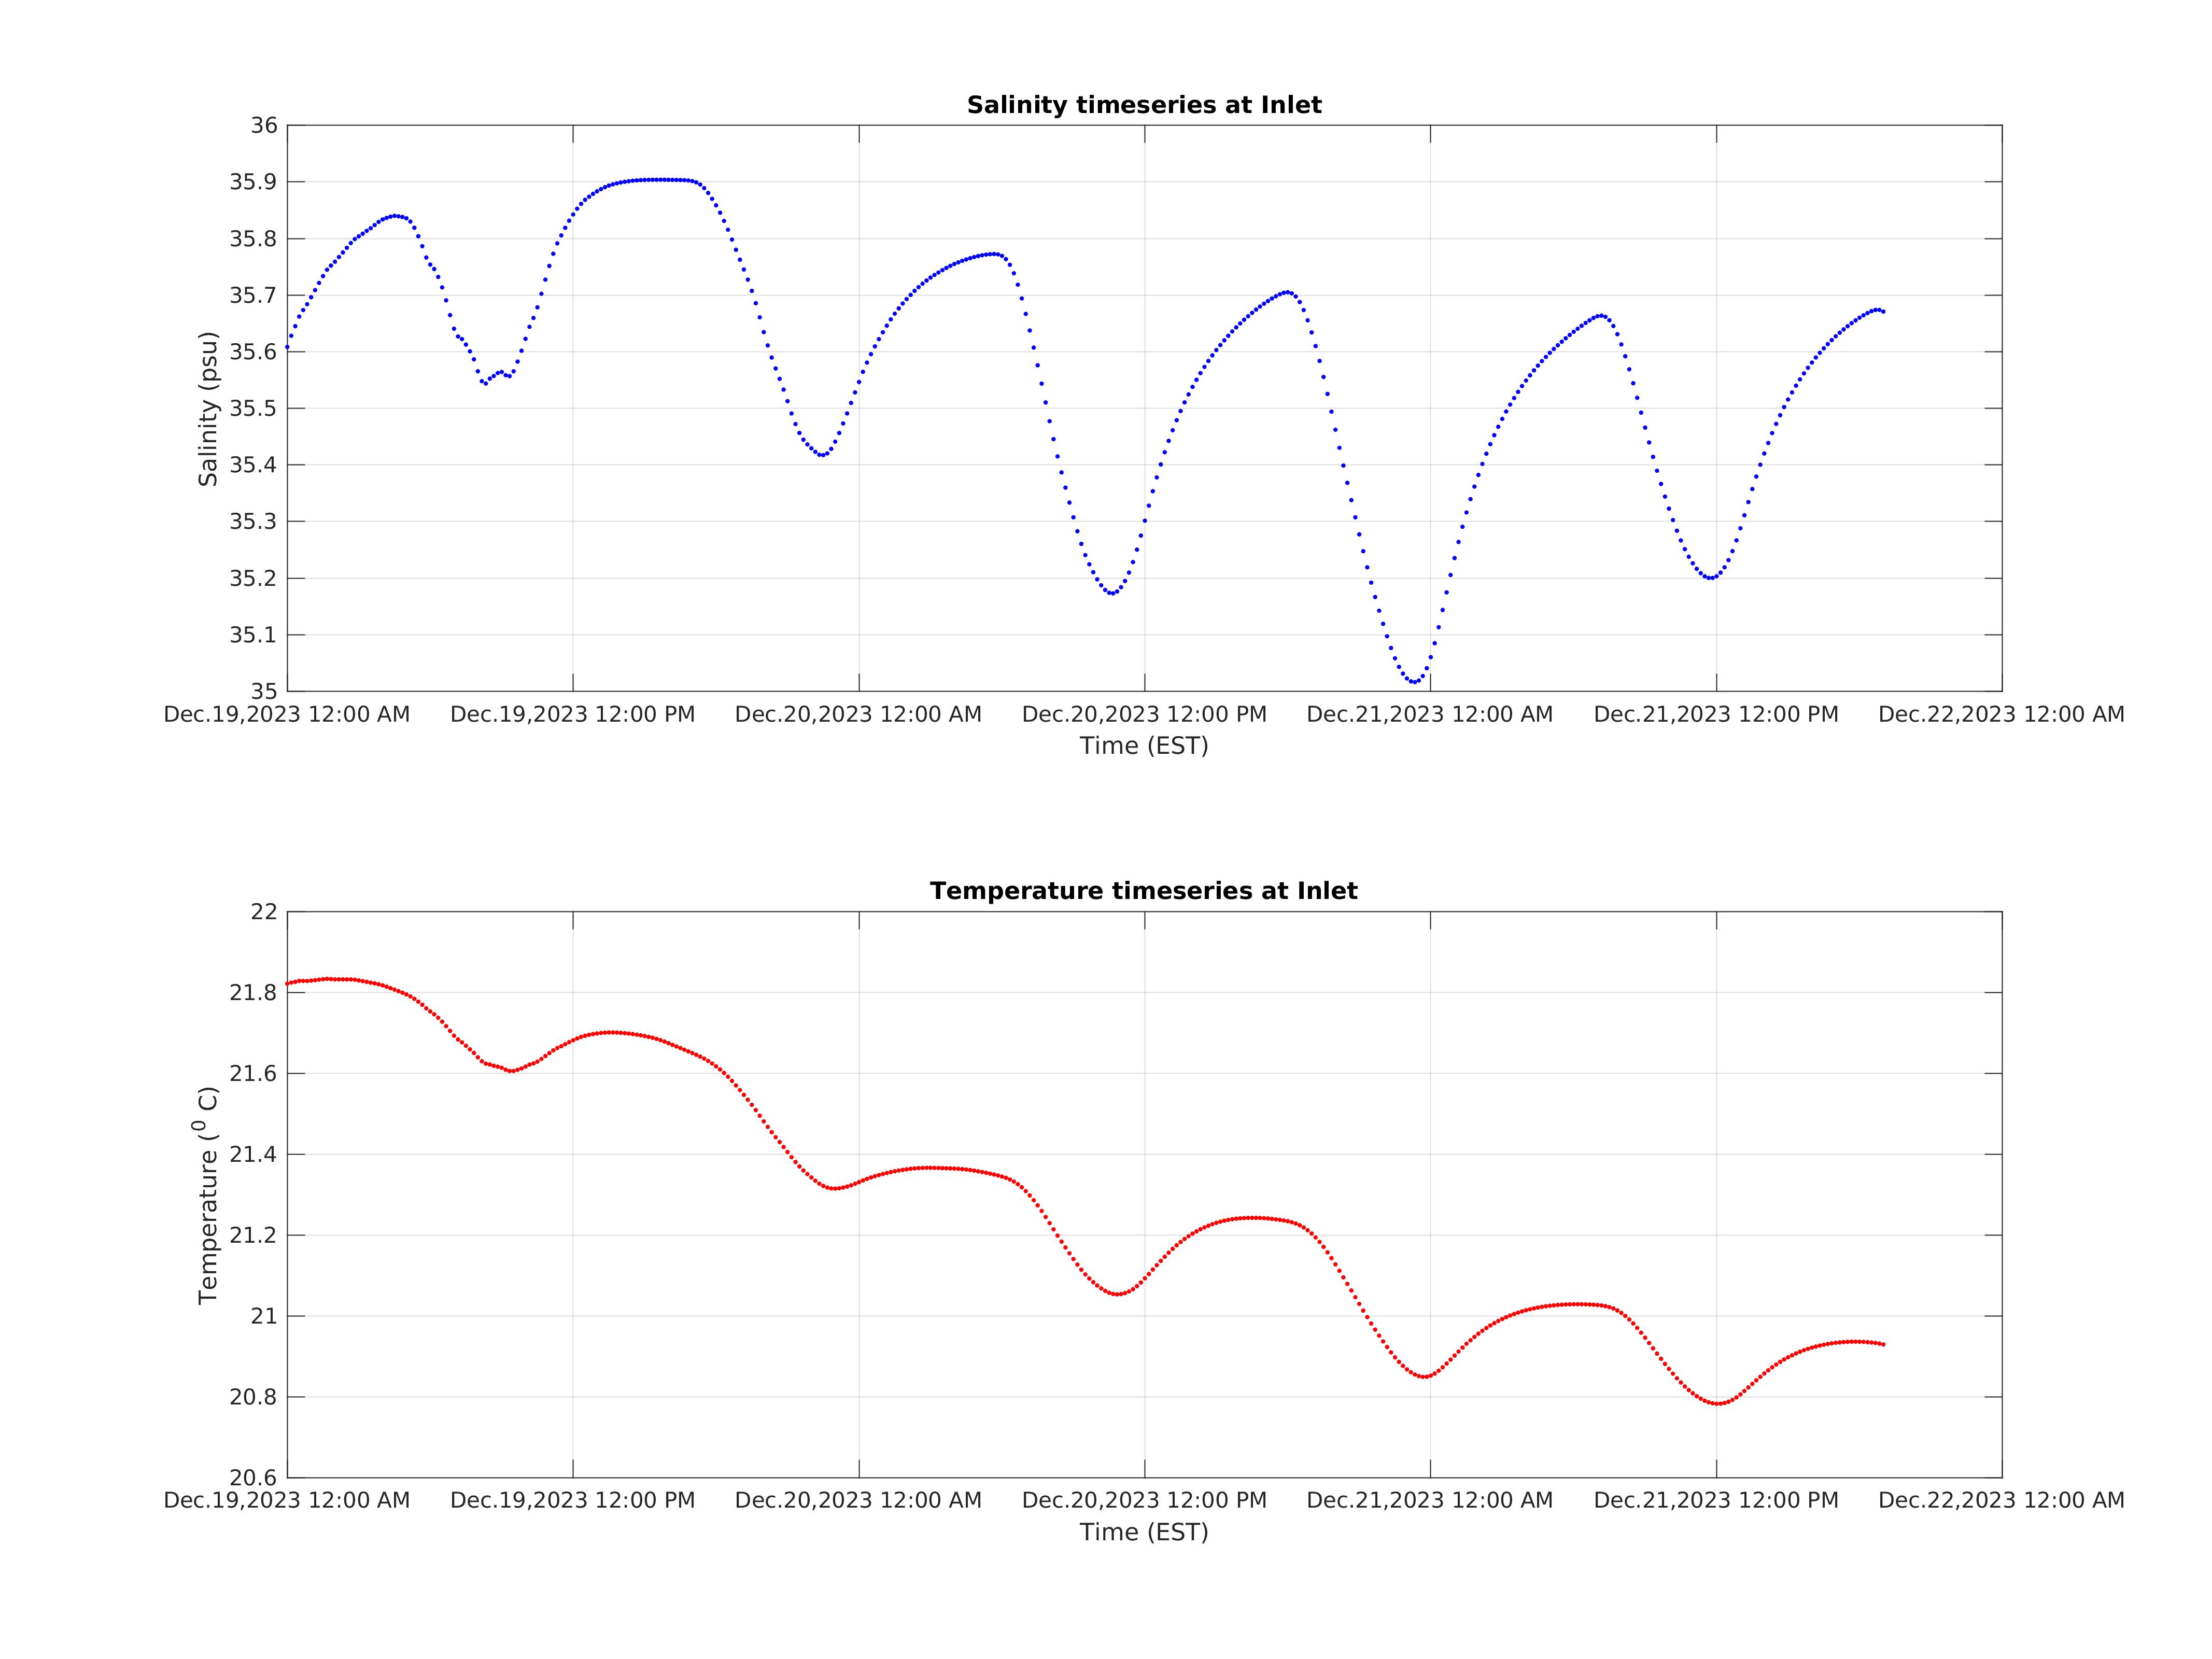 Salinity timeseries at Inlet
36
35.9
35.8
35.7
35.6
35.5
35.4
35.3
35.2
35.1
35
Salinity (psu)
Dec.19,2023 12:00 AM Dec.19,2023 12:00 PM Dec.20,2023 12:00 AM Dec.20,2023 12:00 PM Dec.21,2023 12:00 AM Dec.21,2023 12:00 PM Dec.22,2023 12:00 AM
Time (EST)
Temperature timeseries at Inlet
22
21.8
21.6
21.4
21.2
21
20.8
20.6
Temperature (⁰ C)
Dec.19,2023 12:00 AM Dec.19,2023 12:00 PM Dec.20,2023 12:00 AM Dec.20,2023 12:00 PM Dec.21,2023 12:00 AM Dec.21,2023 12:00 PM Dec.22,2023 12:00 AM
Time (EST)